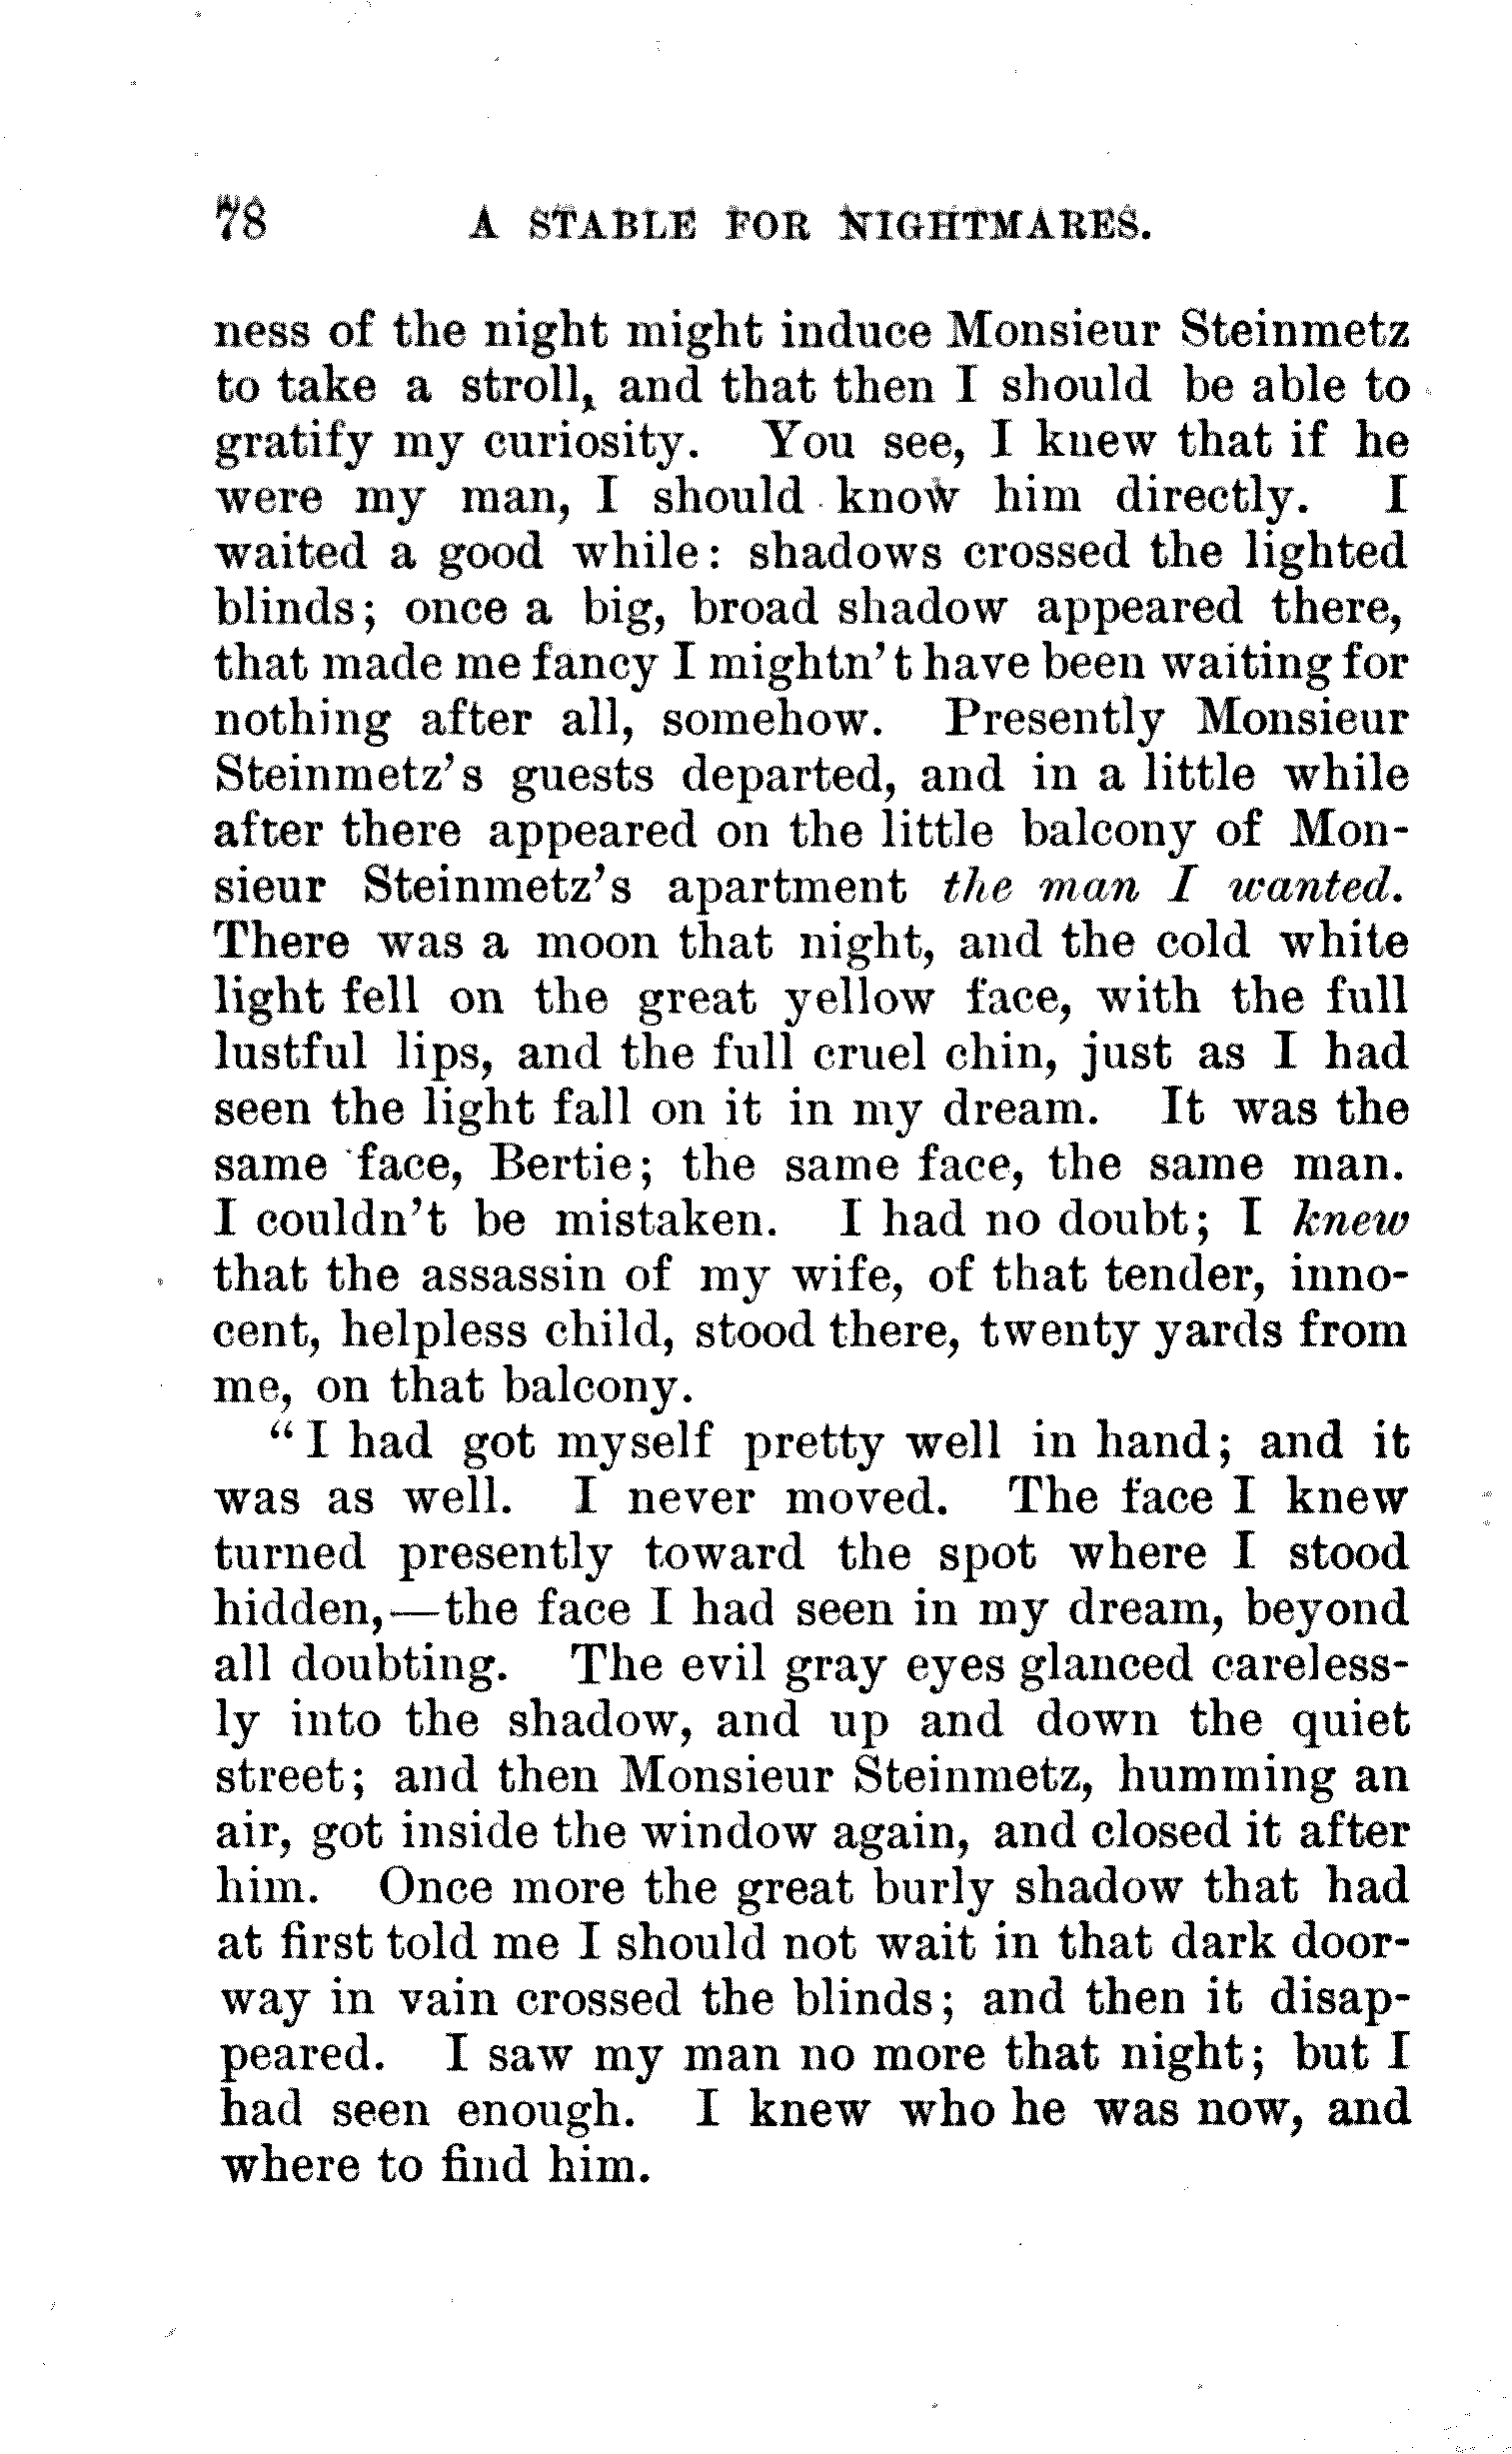 78 A STABLE FOR NIGHTMARES.
ness of the night might induce Monsieur Steinmetz
to take a stroll, and that then I should be able to
gratify my curiosity. You see, I knew that if he
were my man, I should know him directly. I
waited a good while: shadows crossed the lighted
blinds; once a big, broad shadow appeared there,
that made me fancy I mightn't have been waiting for
nothing after all, somehow. Presently Monsieur
Steinmetz's guests departed, and in a little while
after there appeared on the little balcony of Mon-
sieur Steinmetz's apartment the man I wanted.
There was a moon that night, and the cold white
light fell on the great yellow face, with the full
lustful lips, and the full cruel chin, just as I had
seen the light fall on it in my dream. It was the
same face, Bertie; the same face, the same man.
I couldn't be mistaken. I had no doubt; I knew
that the assassin of my wife, of that tender, inno-
cent, helpless child, stood there, twenty yards from
me, on that balcony.
"I had got myself pretty well in hand; and it
was as well. I never moved. The face I knew
turned presently toward the spot where I stood
hidden,—the face I had seen in my dream, beyond
all doubting. The evil gray eyes glanced careless-
ly into the shadow, and up and down the quiet
street; and then Monsieur Steinmetz, humming an
air, got inside the window again, and closed it after
him. Once more the great burly shadow that had
at first told me I should not wait in that dark door-
way in vain crossed the blinds; and then it disap-
peared. I saw my man no more that night; but I
had seen enough. I knew who he was now, and
where to find him.